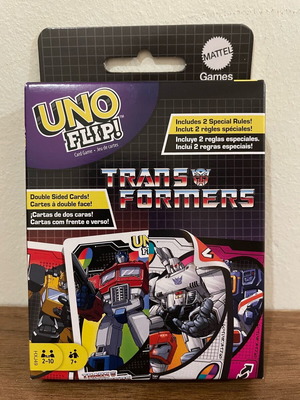 MATTEL
Games
UNO
FLIP!
Card Game • Jeu de cartes
Includes 2 Special Rules!
Inclut 2 règles spéciales!
Incluye 2 reglas especiales.
Inclui 2 regras especiais!
TRANS
FORMERS
Double Sided Cards!
Cartes à double face!
¡Cartas de dos caras!
Cartas com frente e verso!
UNO
FLIP!
2-10
7+